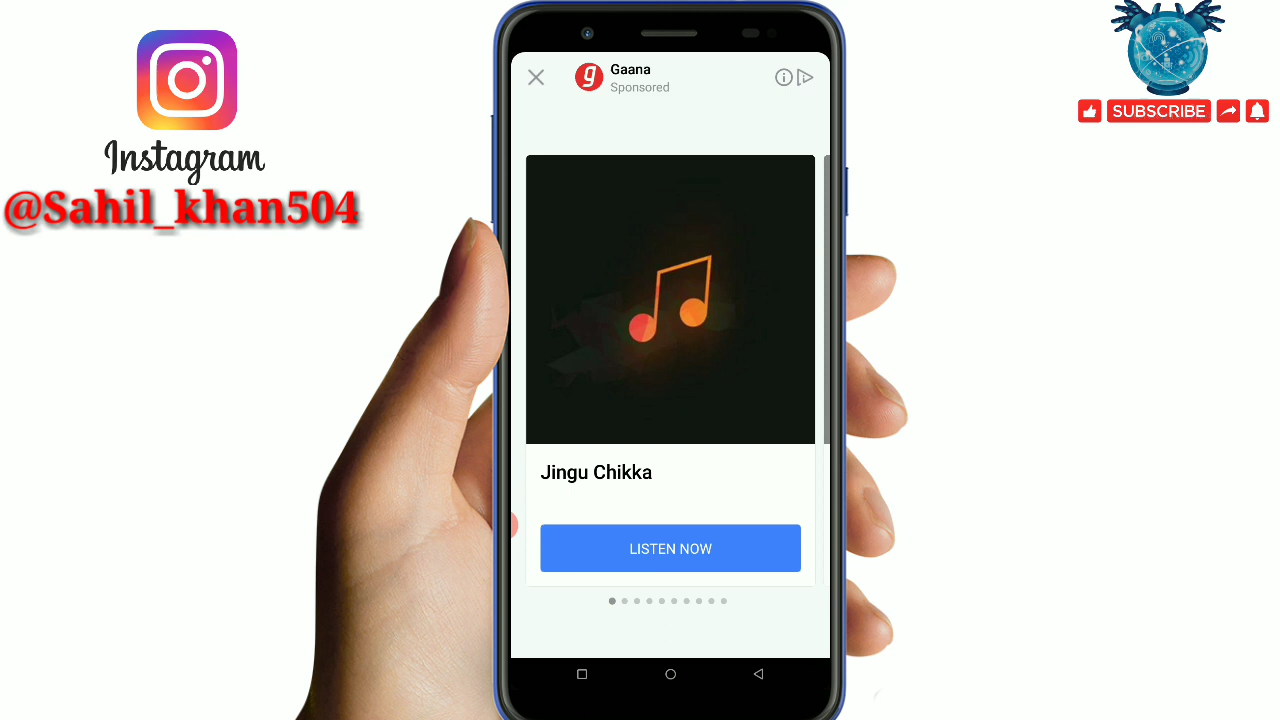 Instagram
@Sahil_khan504
Gaana
Sponsored
Jingu Chikka
LISTEN NOW
SUBSCRIBE